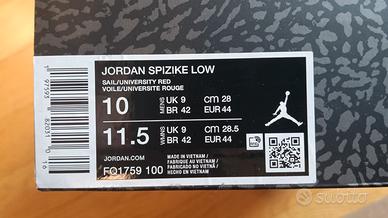 JORDAN SPIZIKE LOW
SAIL/UNIVERSITY RED
VOILE/UNIVERSITE ROUGE
10 MENS UK 9 CM 28
BR 42 EUR 44
11.5 WMNS UK 9 CM 28.5
BR 42 EUR 44
JORDAN.COM
FQ1759 100
MADE IN VIETNAM /
FABRIQUE AU VIETNAM /
FABRICADO NO VIETNÃ /
HECHO EN VIETNAM
subito